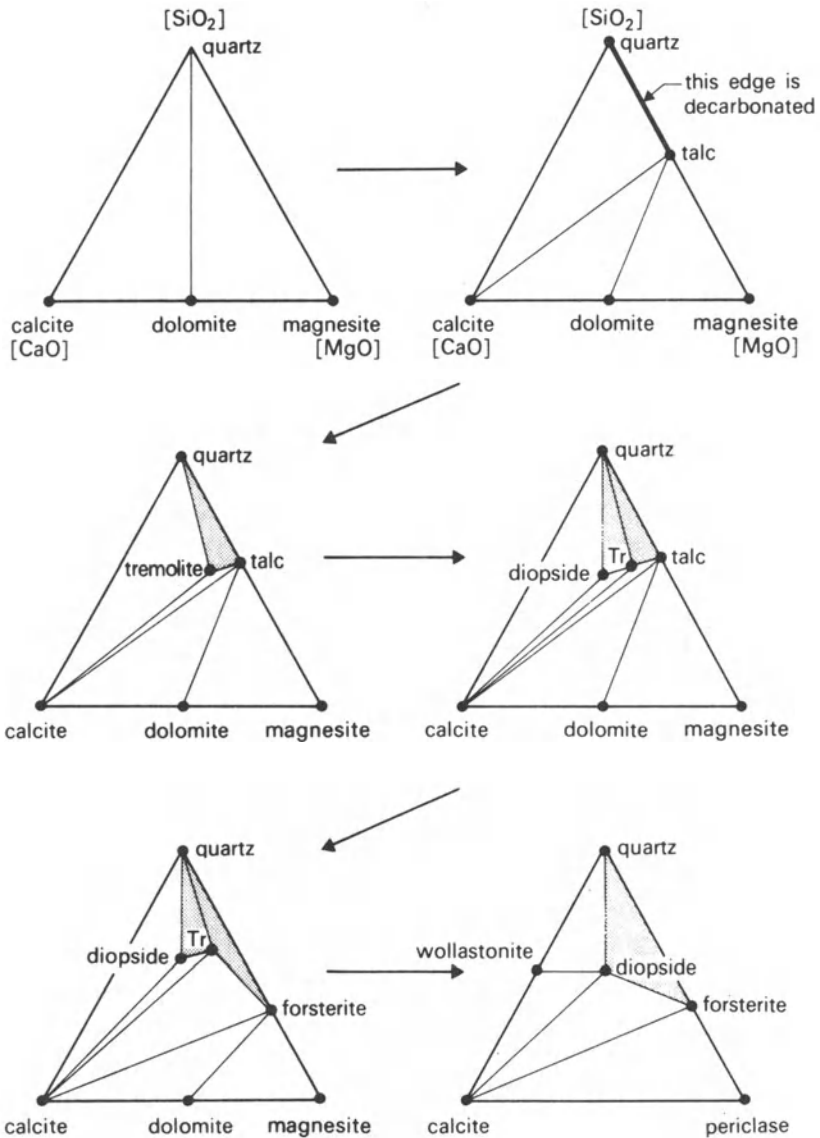 [SiO₂]
quartz
calcite
[CaO]
dolomite
magnesite
[MgO]
[SiO₂]
quartz
this edge is
decarbonated
talc
calcite
[CaO]
dolomite
magnesite
[MgO]
quartz
tremolite
talc
calcite
dolomite
magnesite
quartz
Tr
talc
diopside
calcite
dolomite
magnesite
quartz
Tr
diopside
forsterite
calcite
dolomite
magnesite
quartz
wollastonite
diopside
forsterite
calcite
periclase